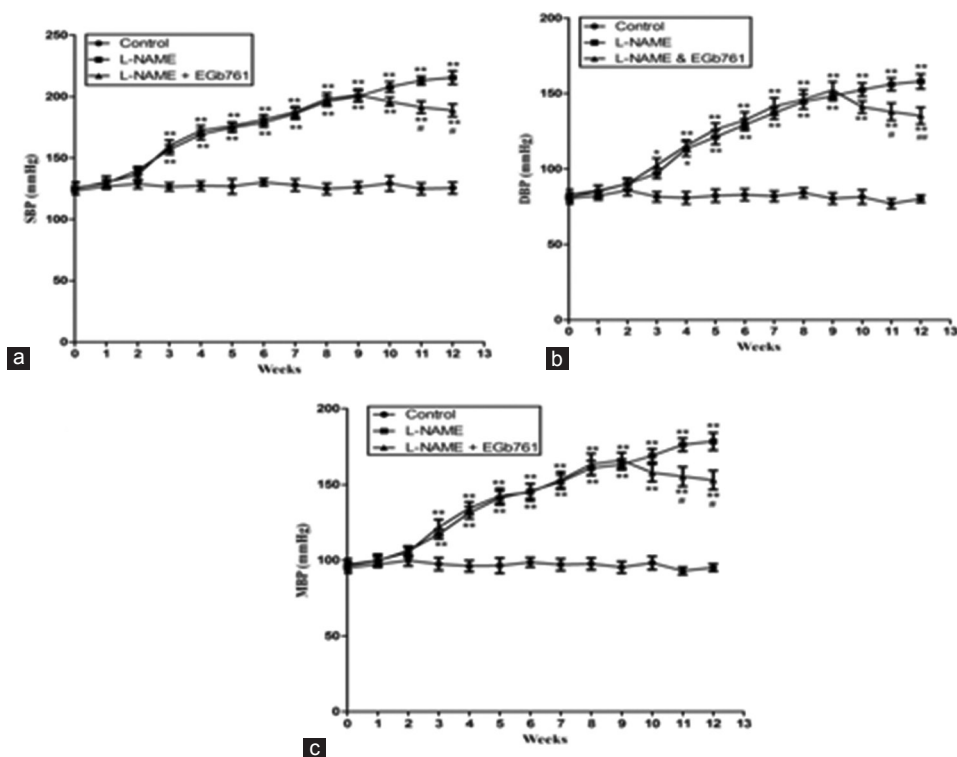 Control
L-NAME
L-NAME + EGb761
250
200
150
100
50
0
SBP (mmHg)
** ** ** ** ** ** ** ** ** **
** ** ** ** ** ** ** ** ** **
# #
0 1 2 3 4 5 6 7 8 9 10 11 12 13
Weeks
a
Control
L-NAME
L-NAME & EGb761
200
150
100
50
0
DBP (mmHg)
* ** ** ** ** ** ** ** ** **
* ** ** ** ** ** ** ** **
# ##
0 1 2 3 4 5 6 7 8 9 10 11 12 13
Weeks
b
Control
L-NAME
L-NAME + EGb761
200
150
100
50
0
MBP (mmHg)
** ** ** ** ** ** ** ** ** **
** ** ** ** ** ** ** ** ** **
# #
0 1 2 3 4 5 6 7 8 9 10 11 12 13
Weeks
c